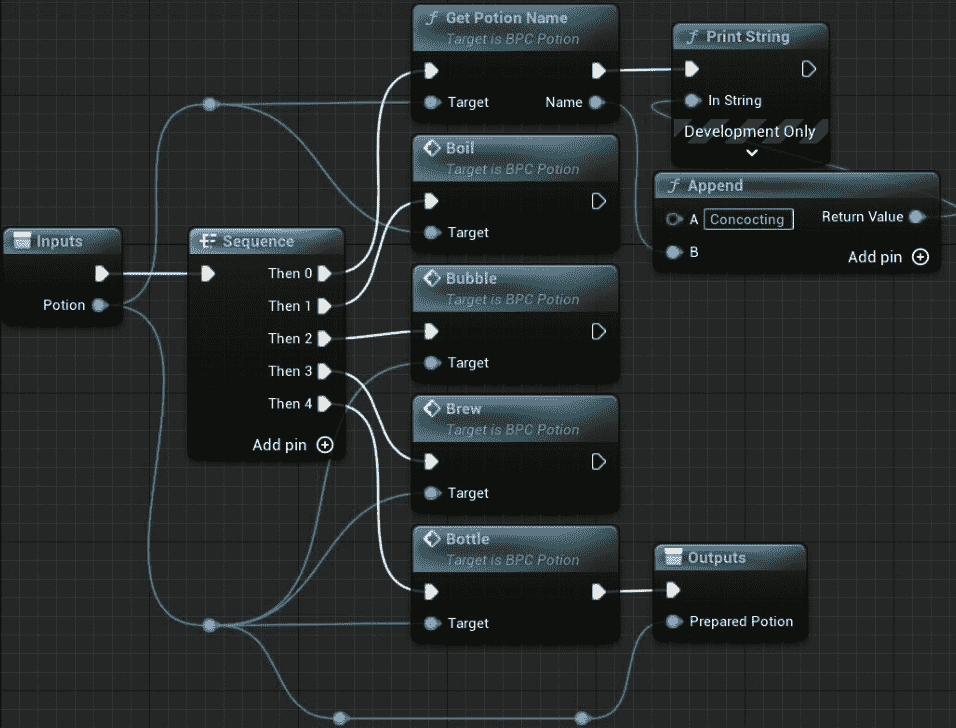 Get Potion Name
Target is BPC Potion
Target
Name
Print String
In String
Development Only
Boil
Target is BPC Potion
Target
Append
A
Concocting
Return Value
B
Add pin
Inputs
Potion
Sequence
Then 0
Then 1
Then 2
Then 3
Then 4
Add pin
Bubble
Target is BPC Potion
Target
Brew
Target is BPC Potion
Target
Bottle
Target is BPC Potion
Target
Outputs
Prepared Potion